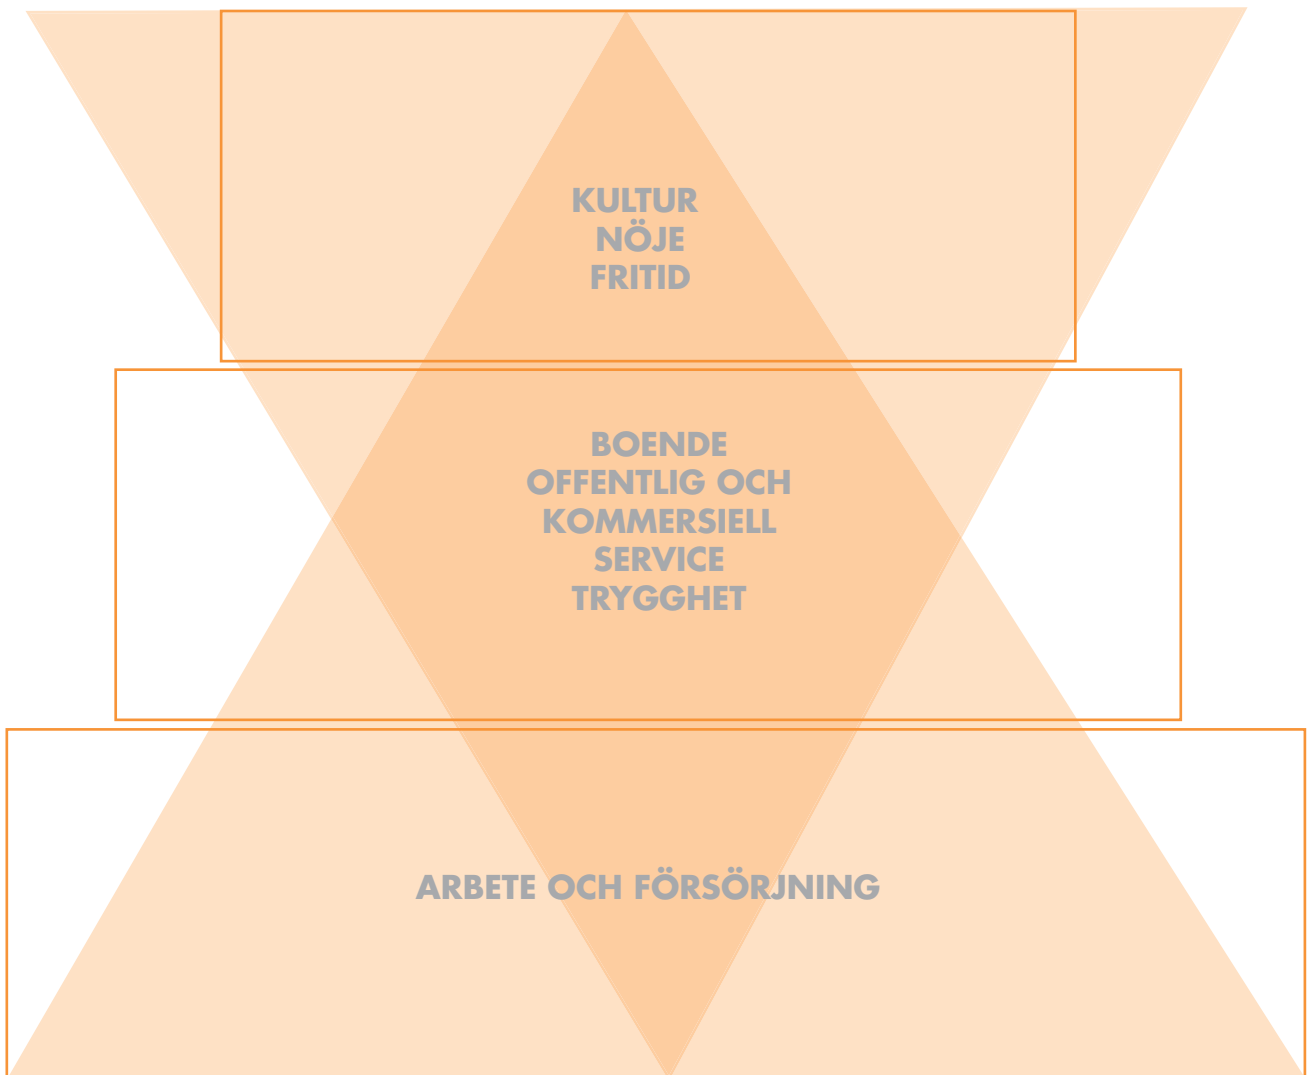 KULTUR
NÖJE
FRITID
BOENDE
OFFENTLIG OCH
KOMMERSIELL
SERVICE
TRYGGHET
ARBETE OCH FÖRSÖRJNING